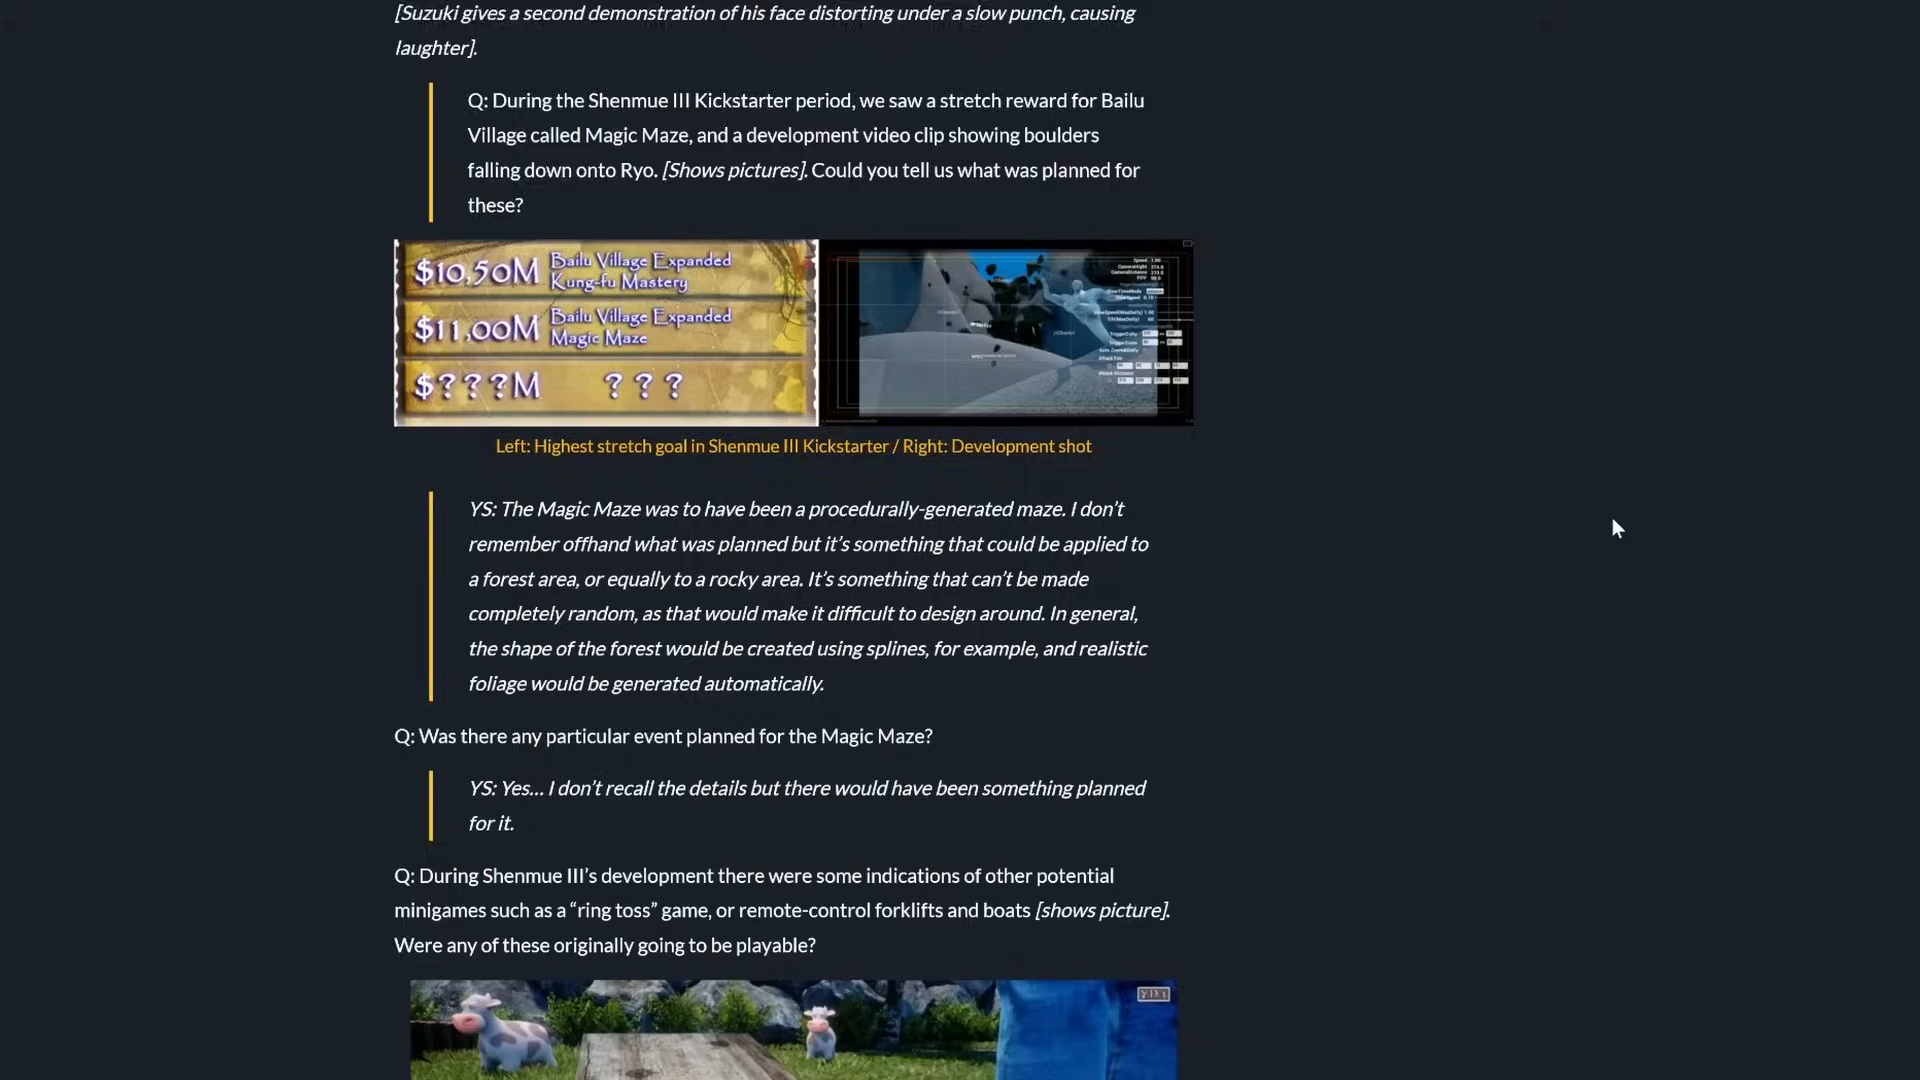 [Suzuki gives a second demonstration of his face distorting under a slow punch, causing
laughter].
Q: During the Shenmue III Kickstarter period, we saw a stretch reward for Bailu
Village called Magic Maze, and a development video clip showing boulders
falling down onto Ryo. [Shows pictures]. Could you tell us what was planned for
these?
$10,50M Bailu Village Expanded
Kung-fu Mastery
$11,00M Bailu Village Expanded
Magic Maze
$???M ???
Left: Highest stretch goal in Shenmue III Kickstarter / Right: Development shot
YS: The Magic Maze was to have been a procedurally-generated maze. I don’t
remember offhand what was planned but it’s something that could be applied to
a forest area, or equally to a rocky area. It’s something that can’t be made
completely random, as that would make it difficult to design around. In general,
the shape of the forest would be created using splines, for example, and realistic
foliage would be generated automatically.
Q: Was there any particular event planned for the Magic Maze?
YS: Yes… I don’t recall the details but there would have been something planned
for it.
Q: During Shenmue III’s development there were some indications of other potential
minigames such as a “ring toss” game, or remote-control forklifts and boats [shows picture].
Were any of these originally going to be playable?